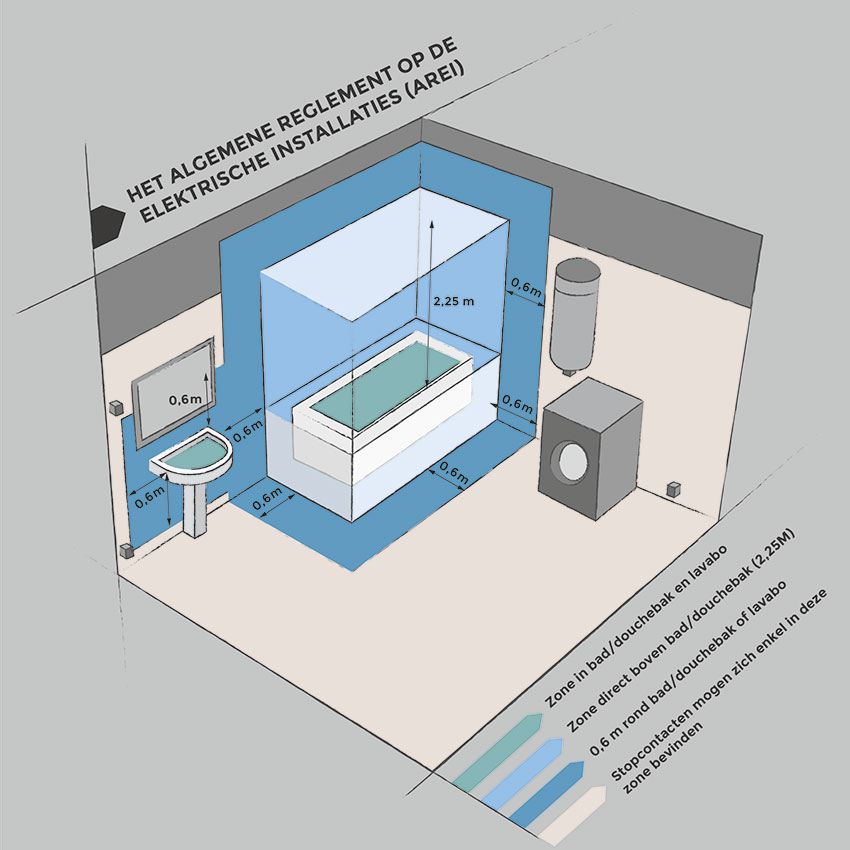 HET ALGEMENE REGLEMENT OP DE
ELEKTRISCHE INSTALLATIES (AREI)
0,6m
2,25 m
0,6m
0,6m
0,6m
0,6m
0,6m
0,6m
Zone in bad/douchebak en lavabo
Zone direct boven bad/douchebak (2,25M)
0,6 m rond bad/douchebak of lavabo
Stopcontacten mogen zich enkel in deze
zone bevinden